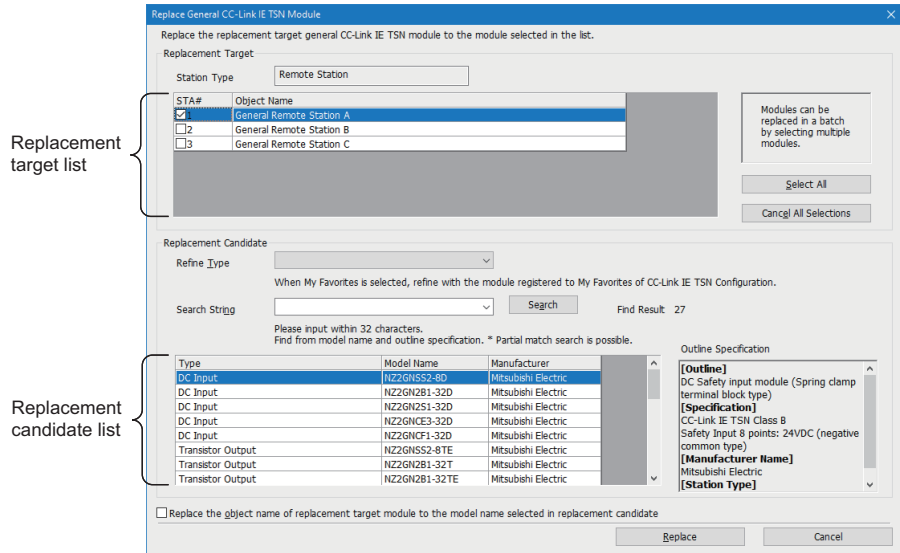 Replace General CC-Link IE TSN Module
Replace the replacement target general CC-Link IE TSN module to the module selected in the list.
Replacement Target
Station Type
Remote Station
STA# Object Name
1 General Remote Station A
2 General Remote Station B
3 General Remote Station C
Replacement
target list
Modules can be
replaced in a batch
by selecting multiple
modules.
Select All
Cancel All Selections
Replacement Candidate
Refine Type
When My Favorites is selected, refine with the module registered to My Favorites of CC-Link IE TSN Configuration.
Search String
Search
Find Result 27
Please input within 32 characters.
Find from model name and outline specification. * Partial match search is possible.
Replacement
candidate list
Type Model Name Manufacturer
DC Input NZ2GNSS2-8D Mitsubishi Electric
DC Input NZ2GN2B1-32D Mitsubishi Electric
DC Input NZ2GN2S1-32D Mitsubishi Electric
DC Input NZ2GNCE3-32D Mitsubishi Electric
DC Input NZ2GNCF1-32D Mitsubishi Electric
Transistor Output NZ2GNSS2-8TE Mitsubishi Electric
Transistor Output NZ2GN2B1-32T Mitsubishi Electric
Transistor Output NZ2GN2B1-32TE Mitsubishi Electric
Outline Specification
[Outline]
DC Safety input module (Spring clamp
terminal block type)
[Specification]
CC-Link IE TSN Class B
Safety Input 8 points: 24VDC (negative
common type)
[Manufacturer Name]
Mitsubishi Electric
[Station Type]
Replace the object name of replacement target module to the model name selected in replacement candidate
Replace
Cancel